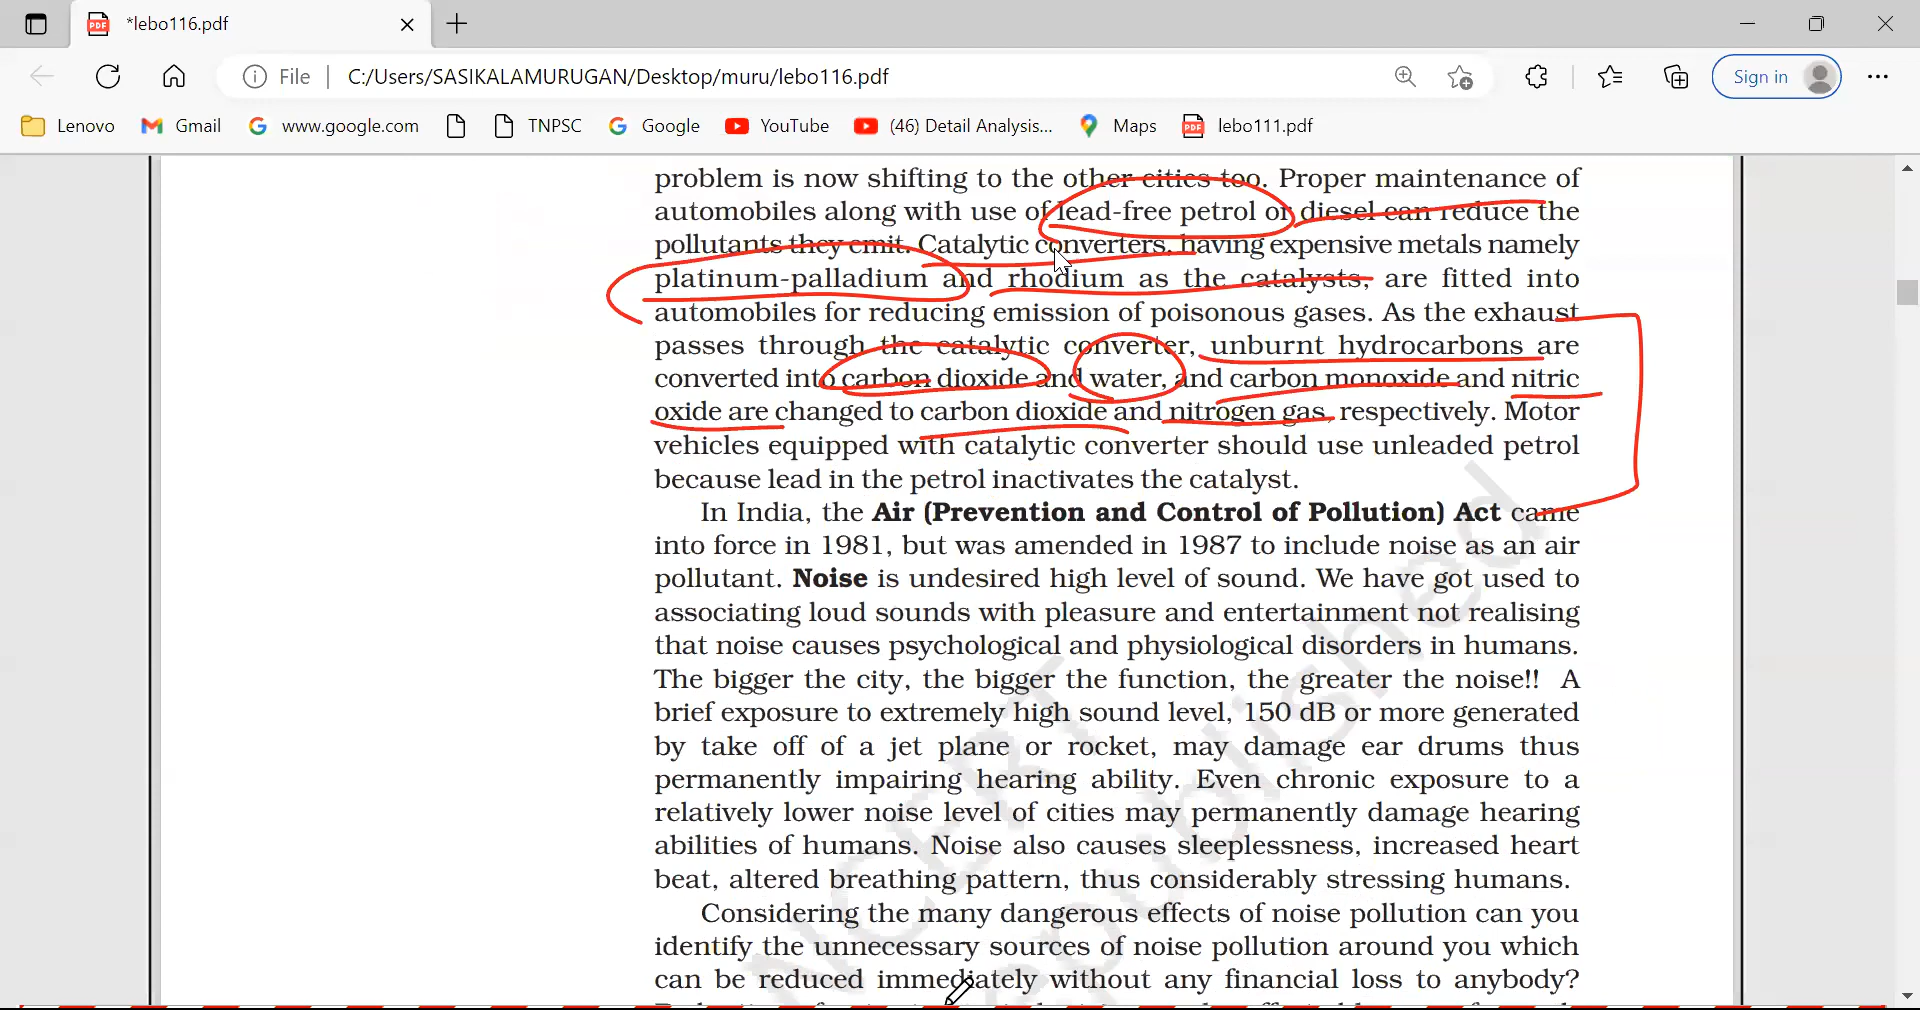 *lebo116.pdf
File
C:/Users/SASIKALAMURUGAN/Desktop/muru/lebo116.pdf
Sign in
Lenovo
Gmail
www.google.com
TNPSC
Google
YouTube
(46) Detail Analysis...
Maps
lebo111.pdf
problem is now shifting to the other cities too. Proper maintenance of
automobiles along with use of lead-free petrol or diesel can reduce the
pollutants they emit. Catalytic converters, having expensive metals namely
platinum-palladium and rhodium as the catalysts, are fitted into
automobiles for reducing emission of poisonous gases. As the exhaust
passes through the catalytic converter, unburnt hydrocarbons are
converted into carbon dioxide and water, and carbon monoxide and nitric
oxide are changed to carbon dioxide and nitrogen gas, respectively. Motor
vehicles equipped with catalytic converter should use unleaded petrol
because lead in the petrol inactivates the catalyst.
In India, the Air (Prevention and Control of Pollution) Act came
into force in 1981, but was amended in 1987 to include noise as an air
pollutant. Noise is undesired high level of sound. We have got used to
associating loud sounds with pleasure and entertainment not realising
that noise causes psychological and physiological disorders in humans.
The bigger the city, the bigger the function, the greater the noise!! A
brief exposure to extremely high sound level, 150 dB or more generated
by take off of a jet plane or rocket, may damage ear drums thus
permanently impairing hearing ability. Even chronic exposure to a
relatively lower noise level of cities may permanently damage hearing
abilities of humans. Noise also causes sleeplessness, increased heart
beat, altered breathing pattern, thus considerably stressing humans.
Considering the many dangerous effects of noise pollution can you
identify the unnecessary sources of noise pollution around you which
can be reduced immediately without any financial loss to anybody?
NCERT
republished